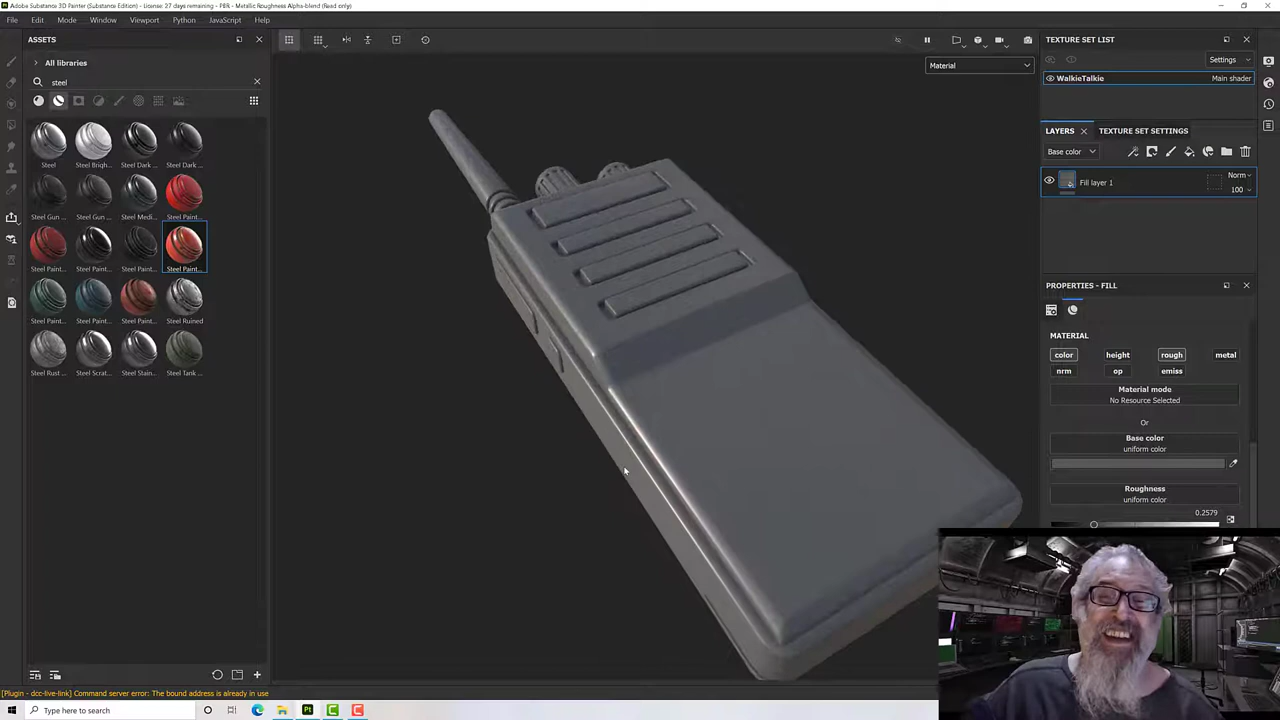 Adobe Substance 3D Painter (Substance Edition) - License: 27 days remaining - PBR - Metallic Roughness Alpha-blend (Read only)
File Edit Mode Window Viewport Python JavaScript Help
ASSETS
All libraries
steel
Steel Steel Brigh... Steel Dark ... Steel Dark ...
Steel Gun ... Steel Gun ... Steel Medi... Steel Paint...
Steel Paint... Steel Paint... Steel Paint... Steel Paint...
Steel Paint... Steel Paint... Steel Paint... Steel Ruined
Steel Rust ... Steel Scrat... Steel Stain... Steel Tank ...
Material
TEXTURE SET LIST
Settings
WalkieTalkie Main shader
LAYERS TEXTURE SET SETTINGS
Base color
Norm
Fill layer 1
100
PROPERTIES - FILL
MATERIAL
color height rough metal
nrm op emiss
Material mode
No Resource Selected
Or
Base color
uniform color
Roughness
uniform color
0.2579
[Plugin - dcc-live-link] Command server error: The bound address is already in use
Type here to search
Pt